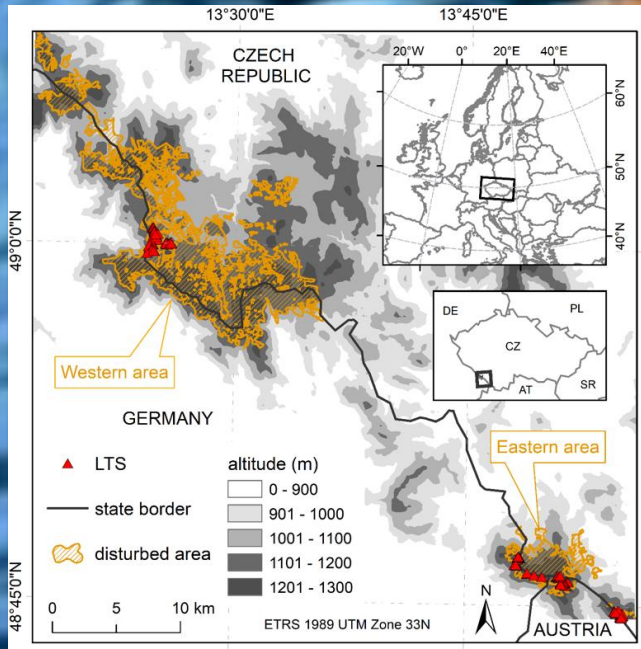 13°30'0"E
13°45'0"E
CZECH
REPUBLIC
20°W
0°
20°E
40°E
60°N
50°N
40°N
49°0'0"N
DE
PL
CZ
AT
SR
Western area
GERMANY
Eastern area
LTS
state border
disturbed area
altitude (m)
0 - 900
901 - 1000
1001 - 1100
1101 - 1200
1201 - 1300
48°45'0"N
0
5
10 km
N
ETRS 1989 UTM Zone 33N
AUSTRIA